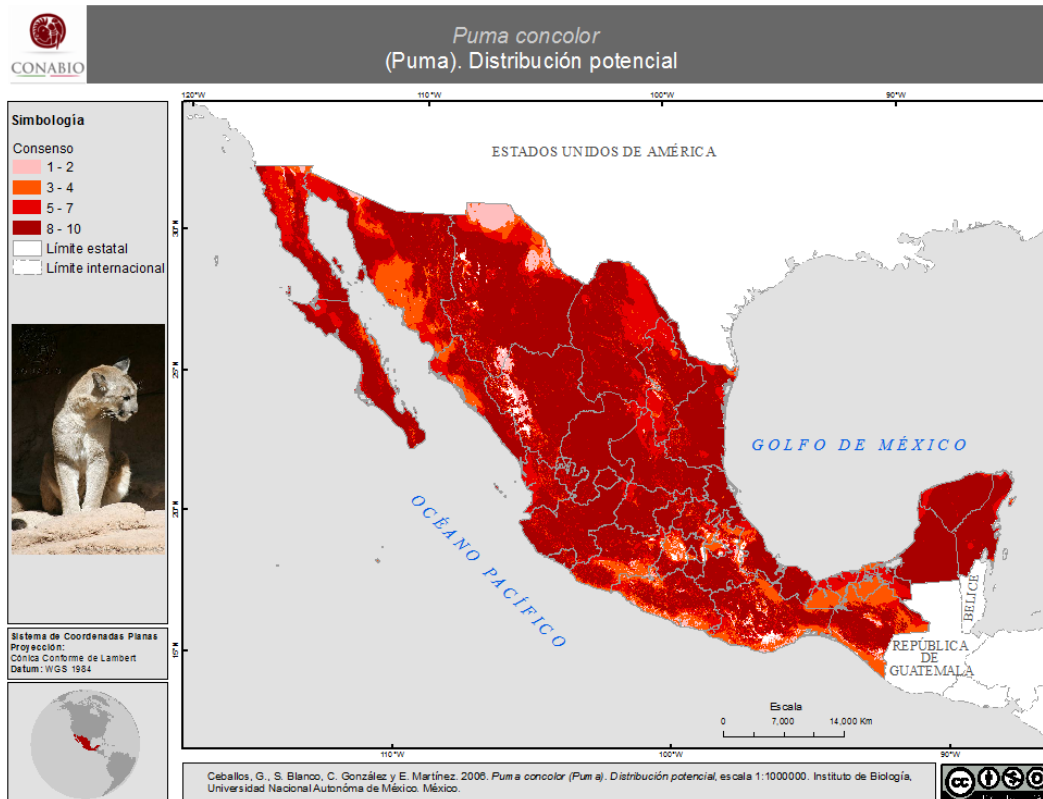 CONABIO
Puma concolor
(Puma). Distribución potencial
120°W
110°W
100°W
90°W
Simbología
Consenso
1 - 2
3 - 4
5 - 7
8 - 10
Límite estatal
Límite internacional
ESTADOS UNIDOS DE AMÉRICA
30°N
25°N
GOLFO DE MÉXICO
20°N
OCÉANO PACÍFICO
BELICE
15°N
REPÚBLICA
DE
GUATEMALA
Sistema de Coordenadas Planas
Proyección:
Cónica Conforme de Lambert
Datum: WGS 1984
Escala
0 7,000 14,000 Km
110°W
100°W
90°W
Ceballos, G., S. Blanco, C. González y E. Martínez. 2006. Puma concolor (Puma). Distribución potencial, escala 1:1000000. Instituto de Biología,
Universidad Nacional Autónoma de México. México.
cc